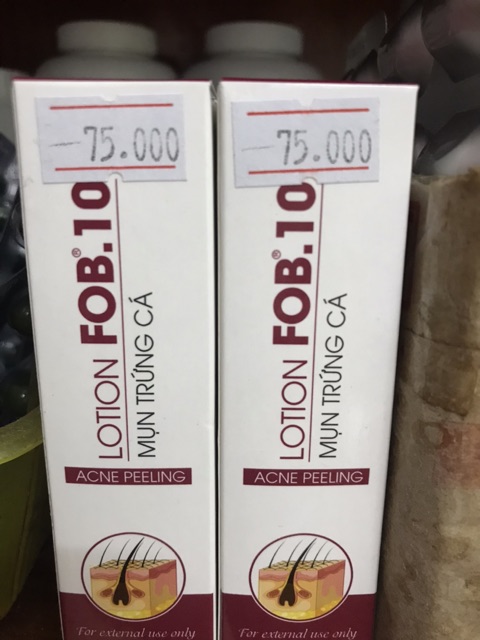 75.000
LOTION FOB®.10
MỤN TRỨNG CÁ
ACNE PEELING
For external use only
75.000
LOTION FOB®.10
MỤN TRỨNG CÁ
ACNE PEELING
For external use only